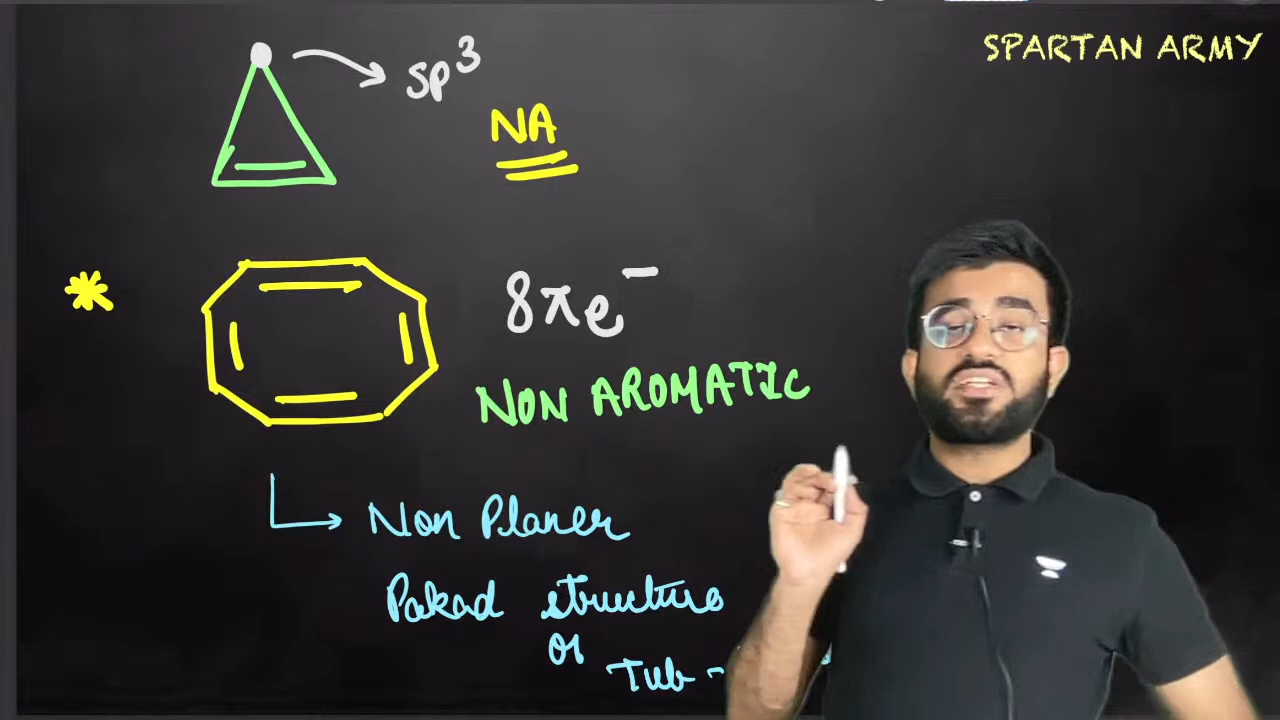 SPARTAN ARMY
sp³
NA
8πe⁻
NON AROMATIC
Non Planer
Pakad structure
or
Tub -